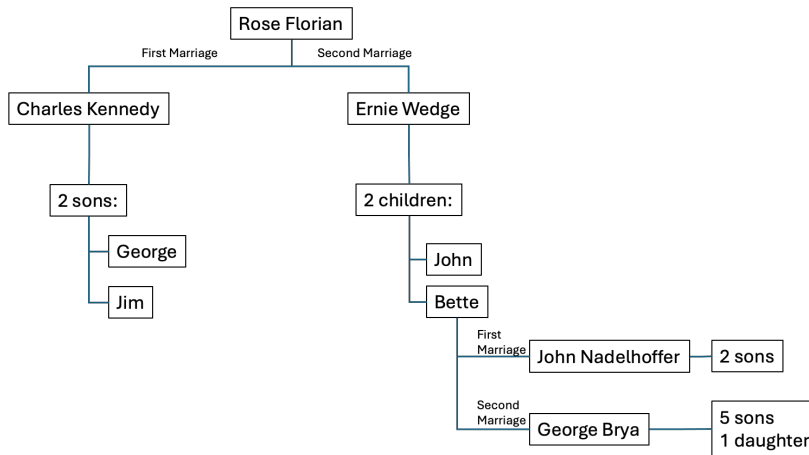 Rose Florian
First Marriage
Second Marriage
Charles Kennedy
Ernie Wedge
2 sons:
2 children:
George
John
Jim
Bette
First
Marriage
John Nadelhoffer
2 sons
Second
Marriage
George Brya
5 sons
1 daughter